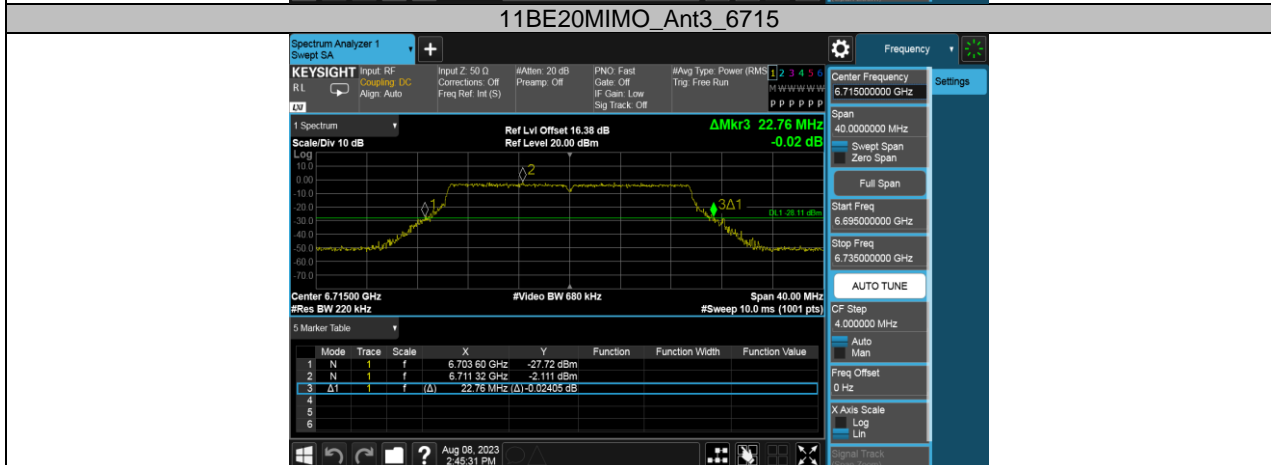 11BE20MIMO_Ant3_6715
Spectrum Analyzer 1
Swept SA
+
Frequency
KEYSIGHT Input: RF Input Z: 50 Ω #Atten: 20 dB PNO: Fast #Avg Type: Power (RMS 1 2 3 4 5 6
RL Coupling: DC Corrections: Off Preamp: Off Gate: Off Trig: Free Run M W W W W W
Align: Auto Freq Ref: Int (S) IF Gain: Low
LXI Sig Track: Off P P P P P P
Center Frequency
6.715000000 GHz
Settings
Span
40.0000000 MHz
Swept Span
Zero Span
Full Span
Start Freq
6.695000000 GHz
Stop Freq
6.735000000 GHz
AUTO TUNE
CF Step
4.000000 MHz
Auto
Man
Freq Offset
0 Hz
X Axis Scale
Log
Lin
Signal Track
1 Spectrum
Ref Lvl Offset 16.38 dB
ΔMkr3 22.76 MHz
Scale/Div 10 dB
Ref Level 20.00 dBm
-0.02 dB
Log
10.0
0.00
-10.0
-20.0
-30.0
-40.0
-50.0
-60.0
-70.0
2
1
3Δ1
DL1 -28.11 dBm
Center 6.71500 GHz #Video BW 680 kHz Span 40.00 MHz
#Res BW 220 kHz #Sweep 10.0 ms (1001 pts)
5 Marker Table
Mode Trace Scale X Y Function Function Width Function Value
1 N 1 f 6.703 60 GHz -27.72 dBm
2 N 1 f 6.711 32 GHz -2.111 dBm
3 Δ1 1 f (Δ) 22.76 MHz (Δ) -0.02405 dB
4
5
6
?
Aug 08, 2023
2:45:31 PM